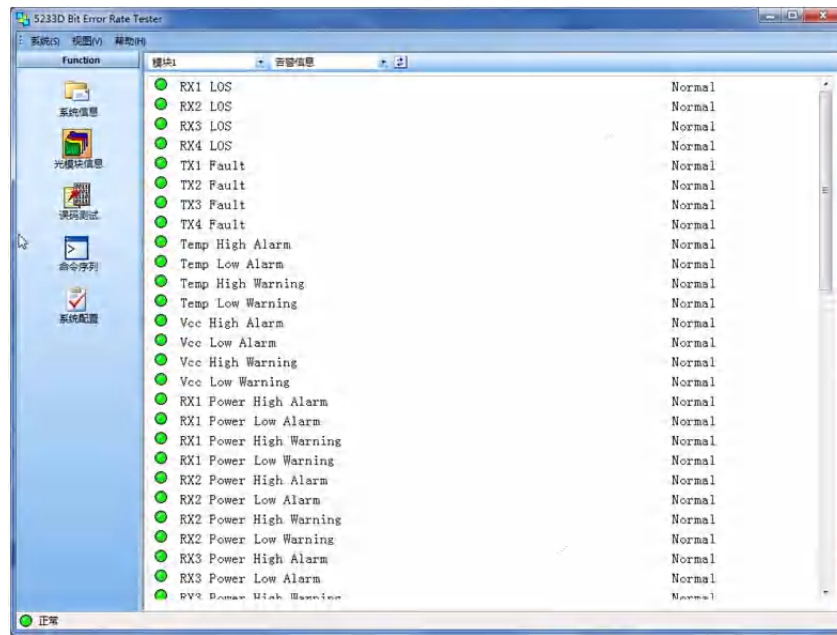 5233D Bit Error Rate Tester
系统(S) 视图(V) 帮助(H)
Function
模块1 告警信息
系统信息
光模块信息
误码测试
命令序列
系统配置
RX1 LOS Normal
RX2 LOS Normal
RX3 LOS Normal
RX4 LOS Normal
TX1 Fault Normal
TX2 Fault Normal
TX3 Fault Normal
TX4 Fault Normal
Temp High Alarm Normal
Temp Low Alarm Normal
Temp High Warning Normal
Temp Low Warning Normal
Vcc High Alarm Normal
Vcc Low Alarm Normal
Vcc High Warning Normal
Vcc Low Warning Normal
RX1 Power High Alarm Normal
RX1 Power Low Alarm Normal
RX1 Power High Warning Normal
RX1 Power Low Warning Normal
RX2 Power High Alarm Normal
RX2 Power Low Alarm Normal
RX2 Power High Warning Normal
RX2 Power Low Warning Normal
RX3 Power High Alarm Normal
RX3 Power Low Alarm Normal
RX3 Power High Warning Normal
正常